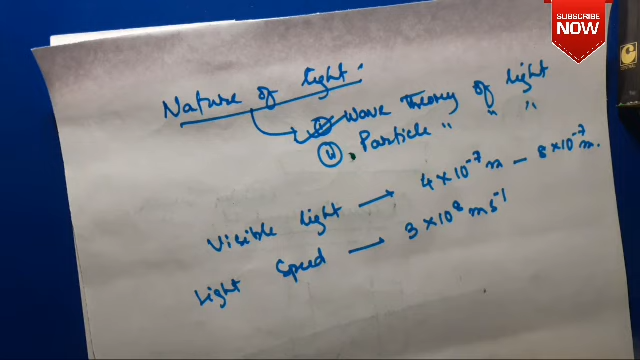 SUBSCRIBE
NOW
Nature of light :
(i) Wave Theory of light
(ii) Particle " " "
Visible light → 4 × 10⁻⁷ m – 8 × 10⁻⁷ m.
Light Speed → 3 × 10⁸ ms⁻¹